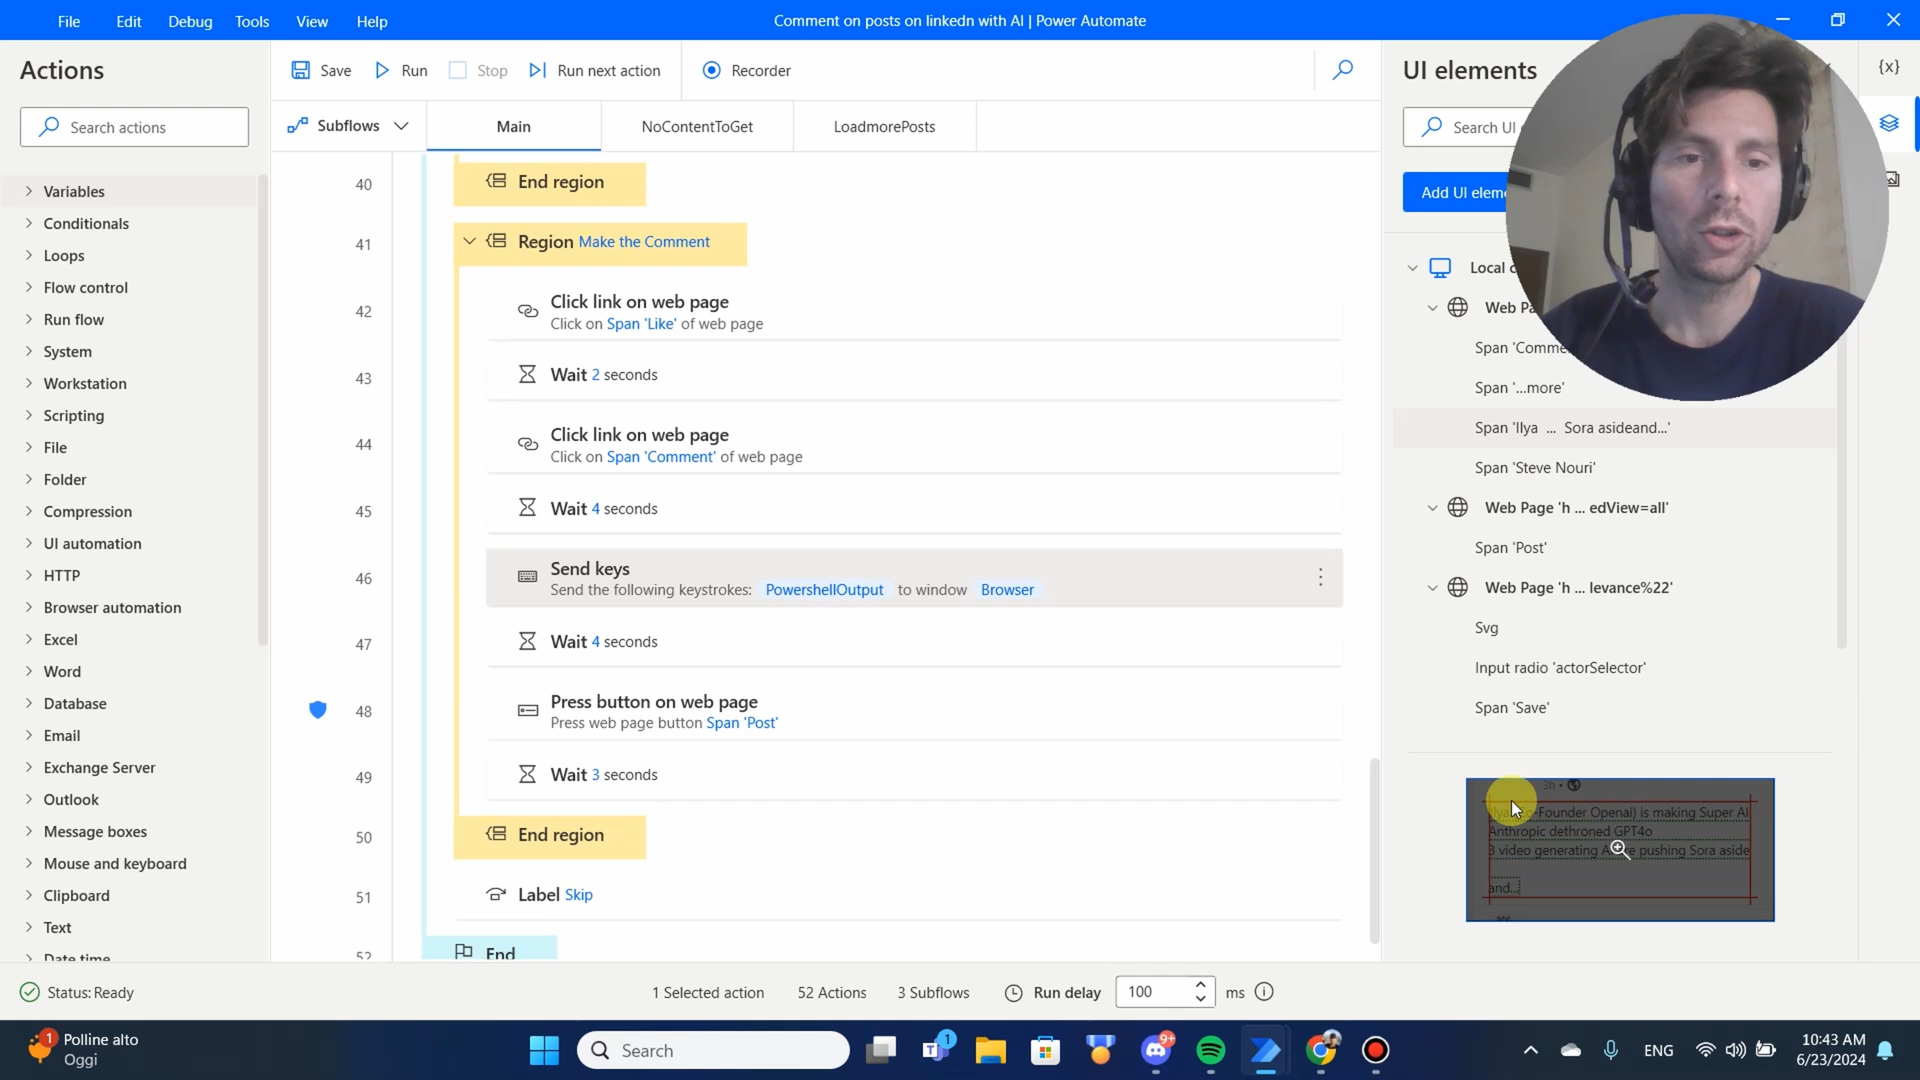 File Edit Debug Tools View Help
Comment on posts on linkedn with AI | Power Automate
Actions
Search actions
Variables
Conditionals
Loops
Flow control
Run flow
System
Workstation
Scripting
File
Folder
Compression
UI automation
HTTP
Browser automation
Excel
Word
Database
Email
Exchange Server
Outlook
Message boxes
Mouse and keyboard
Clipboard
Text
Date time
Save Run Stop Run next action Recorder
Subflows Main NoContentToGet LoadmorePosts
40 End region
41 Region Make the Comment
42 Click link on web page
Click on Span 'Like' of web page
43 Wait 2 seconds
44 Click link on web page
Click on Span 'Comment' of web page
45 Wait 4 seconds
46 Send keys
Send the following keystrokes: PowershellOutput to window Browser
47 Wait 4 seconds
48 Press button on web page
Press web page button Span 'Post'
49 Wait 3 seconds
50 End region
51 Label Skip
52 End
UI elements
{x}
Search UI
Add UI elem
Local c
Web Pa
Span 'Comme
Span '...more'
Span 'Ilya ... Sora asideand...'
Span 'Steve Nouri'
Web Page 'h ... edView=all'
Span 'Post'
Web Page 'h ... levance%22'
Svg
Input radio 'actorSelector'
Span 'Save'
3h •
-Founder Openai) is making Super AI
Anthropic dethroned GPT4o
3 video generating pushing Sora aside
and...
Status: Ready
1 Selected action 52 Actions 3 Subflows Run delay 100 ms
1 Polline alto
Oggi
Search
1
9+
ENG
10:43 AM
6/23/2024